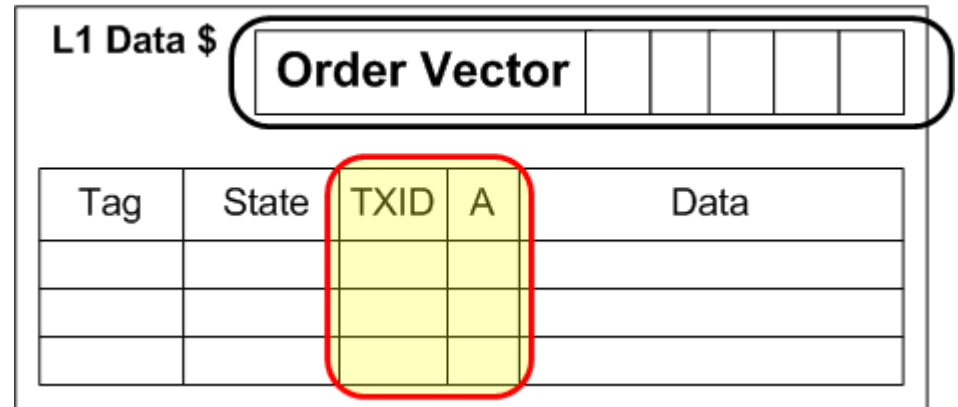 L1 Data $
Order Vector
Tag State TXID A Data